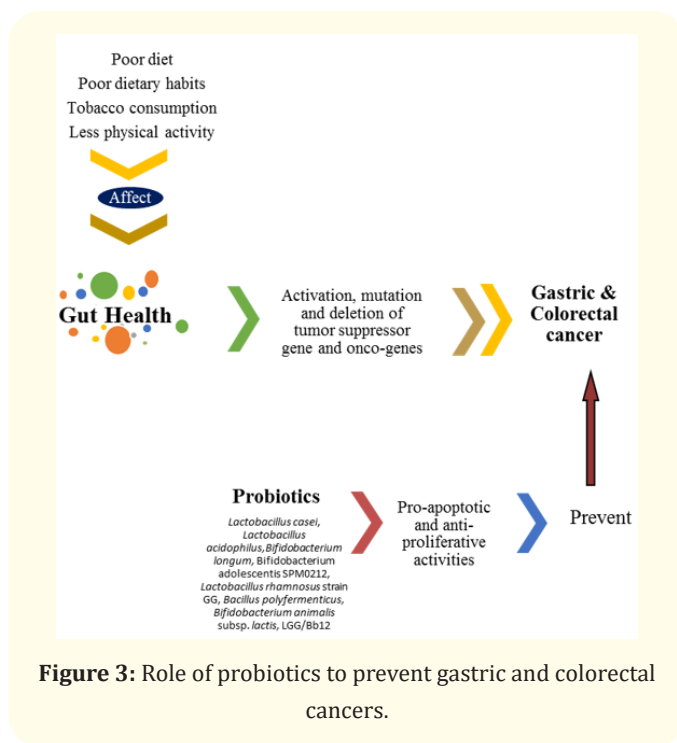 Poor diet
Poor dietary habits
Tobacco consumption
Less physical activity
Affect
Gut Health
Activation, mutation
and deletion of
tumor suppressor
gene and onco-genes
Gastric &
Colorectal
cancer
Probiotics
Lactobacillus casei,
Lactobacillus
acidophilus,Bifidobacterium
longum, Bifidobacterium
adolescentis SPM0212,
Lactobacillus rhamnosus strain
GG, Bacillus polyfermenticus,
Bifidobacterium animalis
subsp. lactis, LGG/Bb12
Pro-apoptotic
and anti-
proliferative
activities
Prevent
Figure 3: Role of probiotics to prevent gastric and colorectal
cancers.